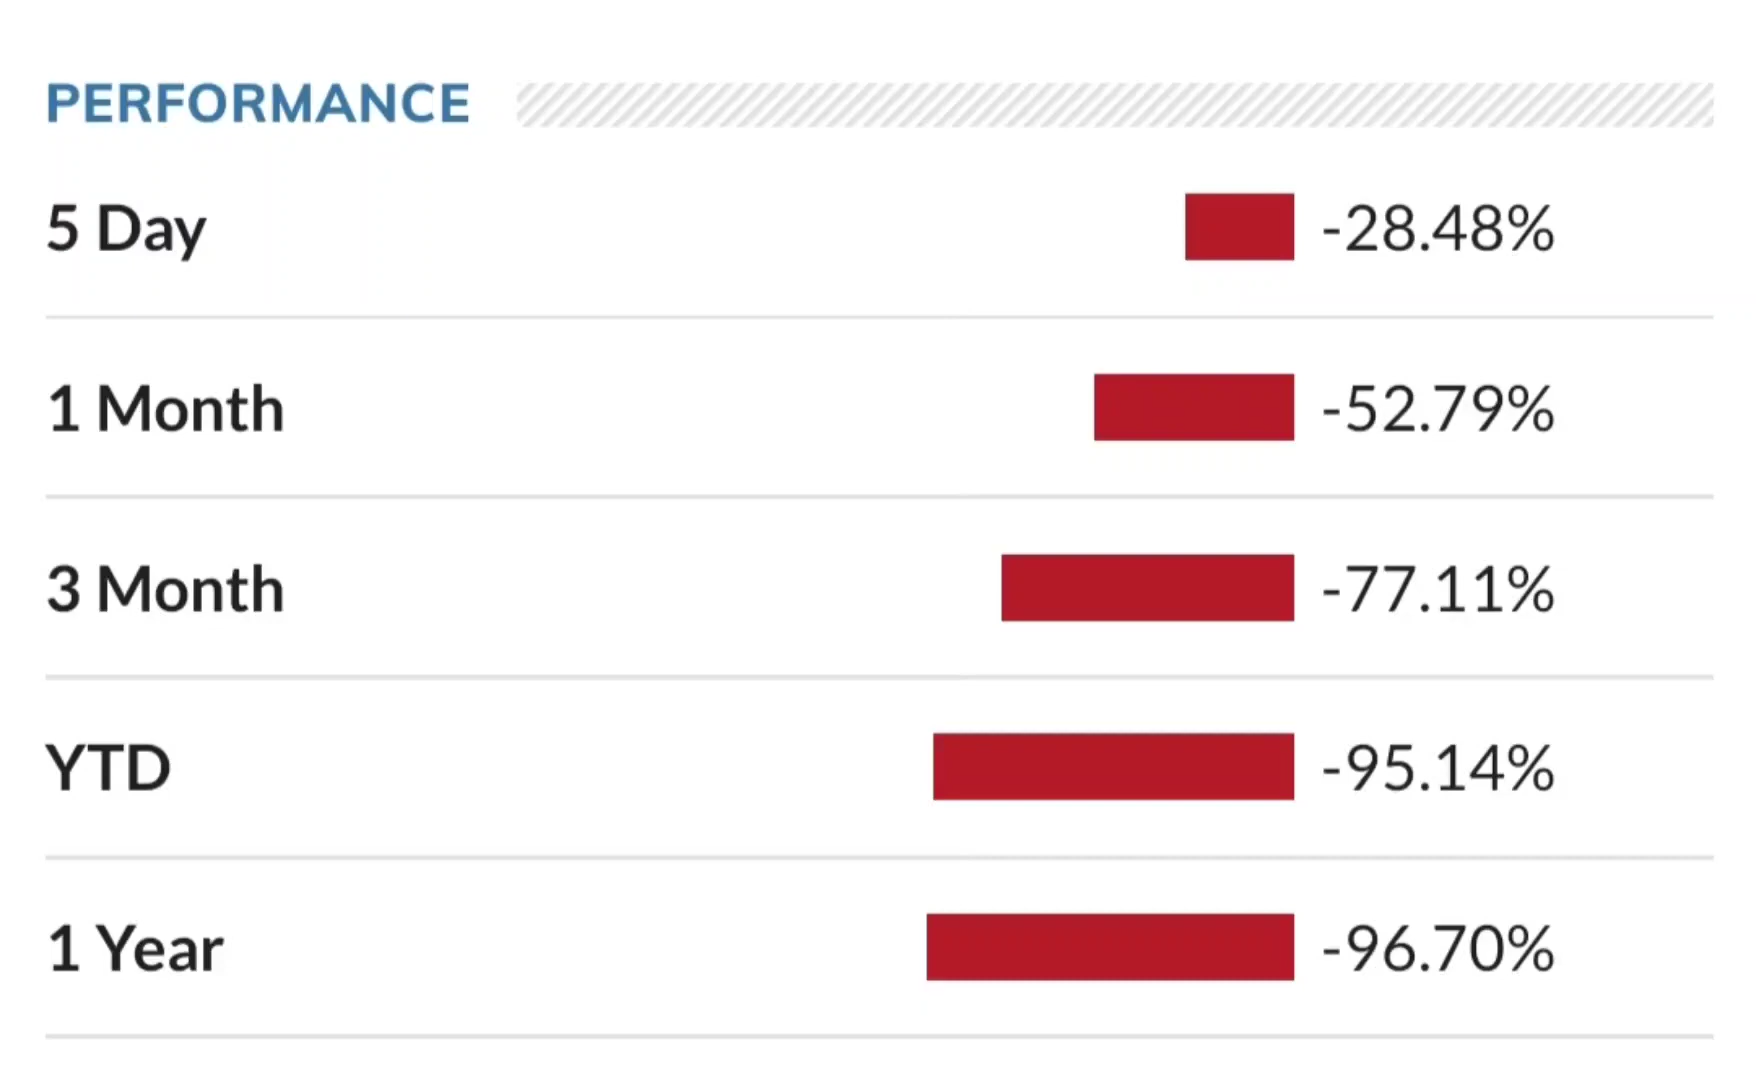 PERFORMANCE
5 Day -28.48%
1 Month -52.79%
3 Month -77.11%
YTD -95.14%
1 Year -96.70%